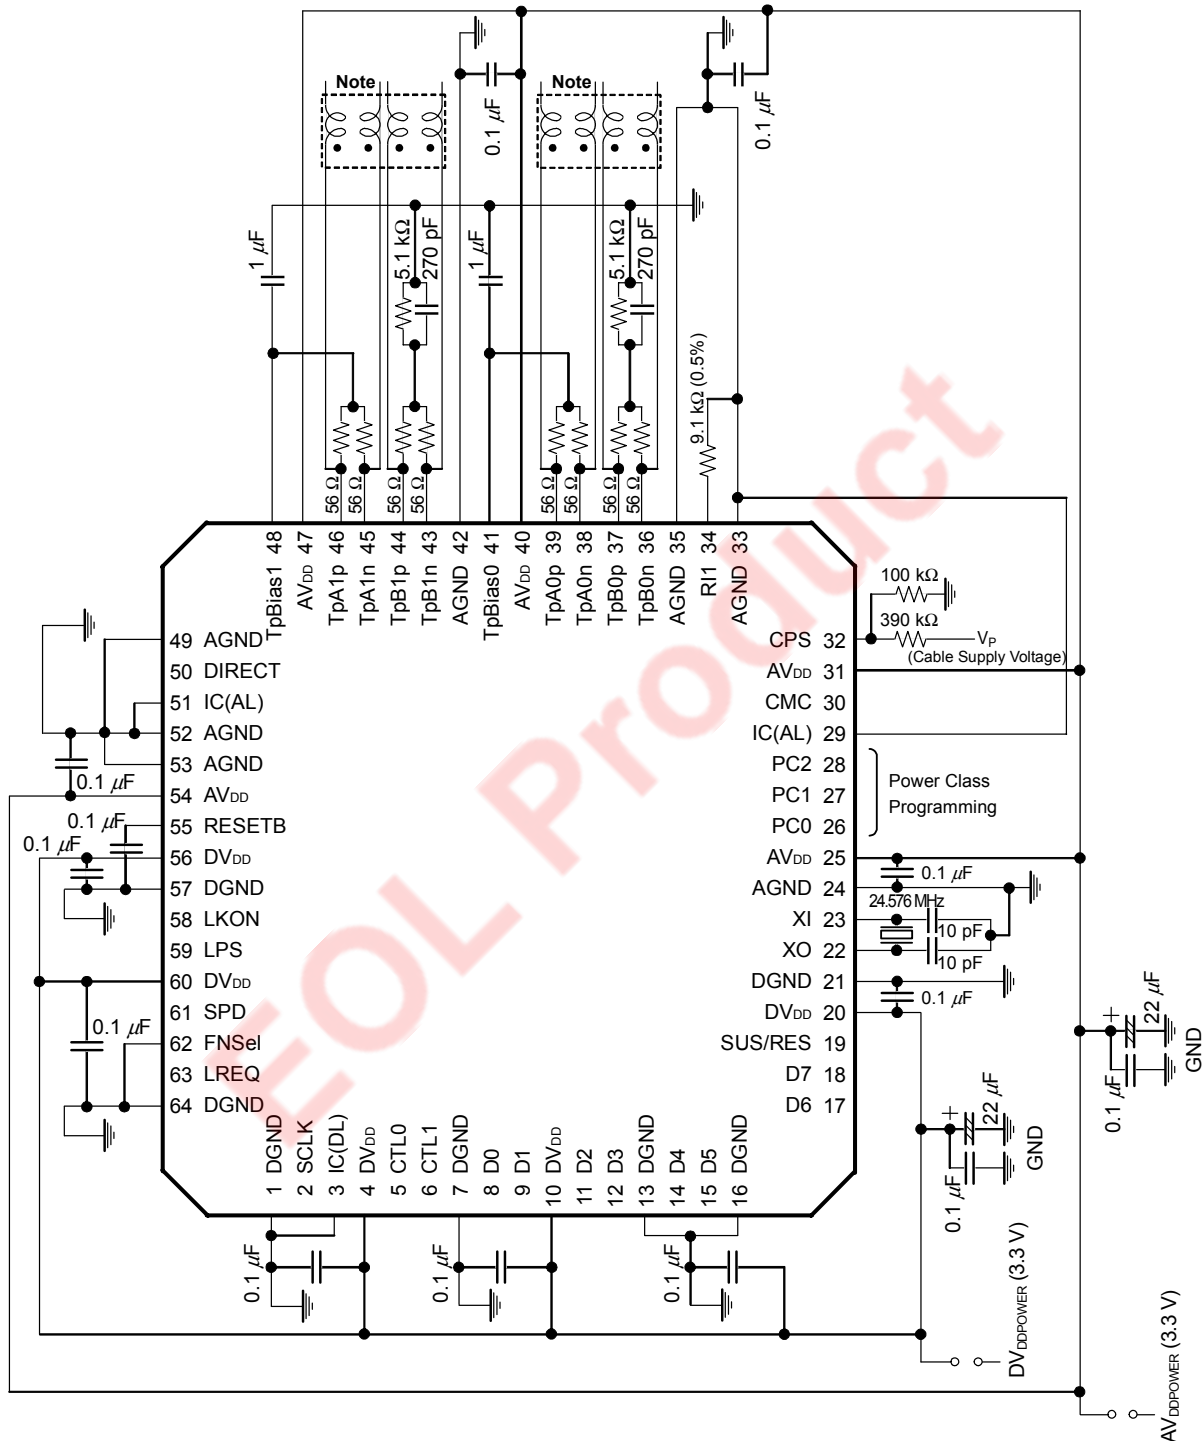 Note
Note
0.1 µF
0.1 µF
1 µF
5.1 kΩ
270 pF
1 µF
5.1 kΩ
270 pF
9.1 kΩ (0.5%)
56 Ω
56 Ω
56 Ω
56 Ω
56 Ω
56 Ω
56 Ω
56 Ω
TpBias1 48
AVDD 47
TpA1p 46
TpA1n 45
TpB1p 44
TpB1n 43
AGND 42
TpBias0 41
AVDD 40
TpA0p 39
TpA0n 38
TpB0p 37
TpB0n 36
AGND 35
RI1 34
AGND 33
49 AGND
50 DIRECT
51 IC(AL)
52 AGND
53 AGND
54 AVDD
55 RESETB
56 DVDD
57 DGND
58 LKON
59 LPS
60 DVDD
61 SPD
62 FNSel
63 LREQ
64 DGND
0.1 µF
0.1 µF
0.1 µF
0.1 µF
CPS 32
AVDD 31
CMC 30
IC(AL) 29
PC2 28
PC1 27
PC0 26
AVDD 25
AGND 24
XI 23
XO 22
DGND 21
DVDD 20
SUS/RES 19
D7 18
D6 17
100 kΩ
390 kΩ
VP
(Cable Supply Voltage)
Power Class
Programming
0.1 µF
24.576 MHz
10 pF
10 pF
0.1 µF
1 DGND
2 SCLK
3 IC(DL)
4 DVDD
5 CTL0
6 CTL1
7 DGND
8 D0
9 D1
10 DVDD
11 D2
12 D3
13 DGND
14 D4
15 D5
16 DGND
0.1 µF
0.1 µF
0.1 µF
+
22 µF
0.1 µF
GND
+
22 µF
0.1 µF
GND
DVDDPOWER (3.3 V)
AVDDPOWER (3.3 V)
EOL Product